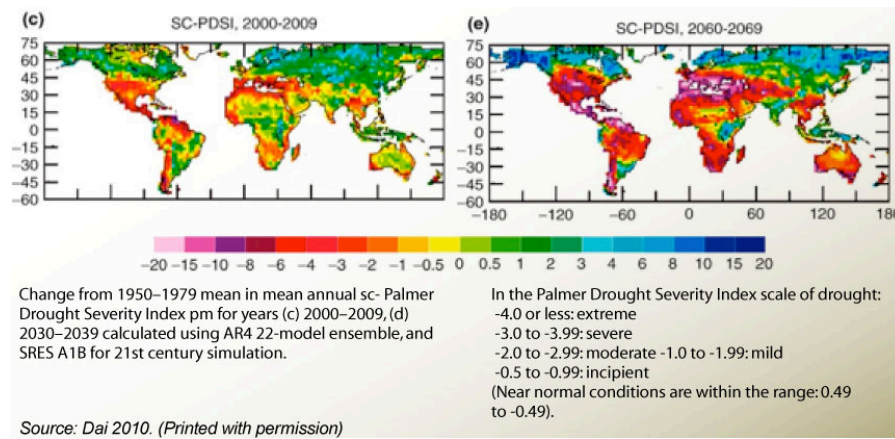 (c) SC-PDSI, 2000-2009
75
60
45
30
15
0
-15
-30
-45
60
(e) SC-PDSI, 2060-2069
75
60
45
30
15
0
-15
-30
-45
60
-180 -120 -60 0 60 120 180
-20 -15 -10 -8 -6 -4 -3 -2 -1 -0.5 0 0.5 1 2 3 4 6 8 10 15 20
Change from 1950–1979 mean in mean annual sc- Palmer
Drought Severity Index pm for years (c) 2000–2009, (d)
2030–2039 calculated using AR4 22-model ensemble, and
SRES A1B for 21st century simulation.
In the Palmer Drought Severity Index scale of drought:
-4.0 or less: extreme
-3.0 to -3.99: severe
-2.0 to -2.99: moderate -1.0 to -1.99: mild
-0.5 to -0.99: incipient
(Near normal conditions are within the range: 0.49
to -0.49).
Source: Dai 2010. (Printed with permission)